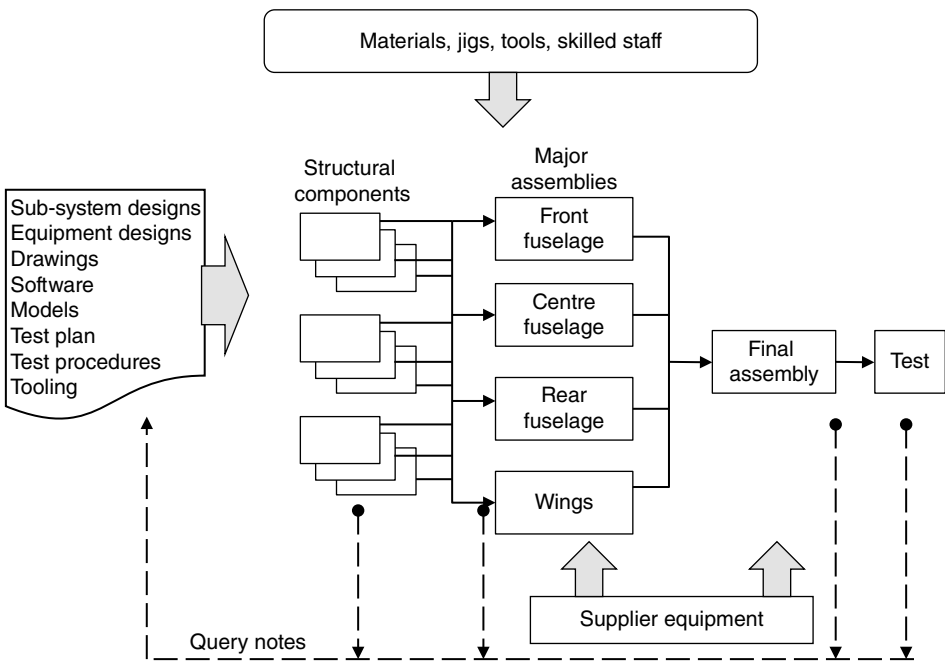 Materials, jigs, tools, skilled staff
Structural
components
Major
assemblies
Sub-system designs
Equipment designs
Drawings
Software
Models
Test plan
Test procedures
Tooling
Front
fuselage
Centre
fuselage
Rear
fuselage
Wings
Final
assembly
Test
Supplier equipment
Query notes